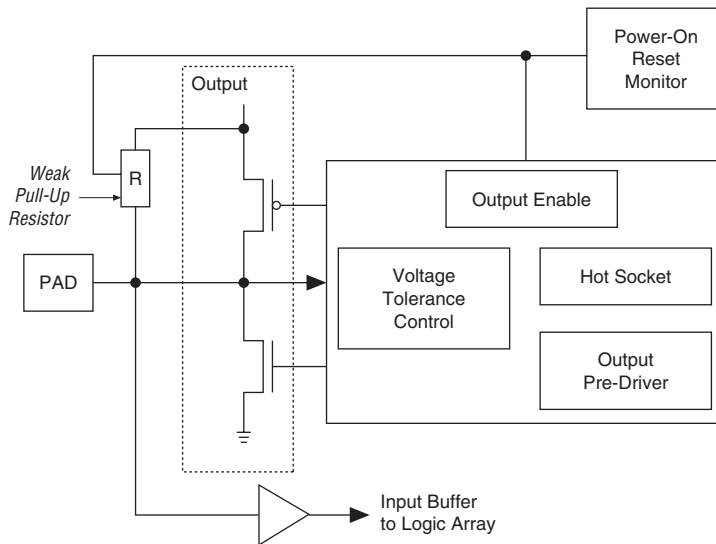 Power-On
Reset
Monitor
Output
R
Weak
Pull-Up
Resistor
Output Enable
PAD
Voltage
Tolerance
Control
Hot Socket
Output
Pre-Driver
Input Buffer
to Logic Array